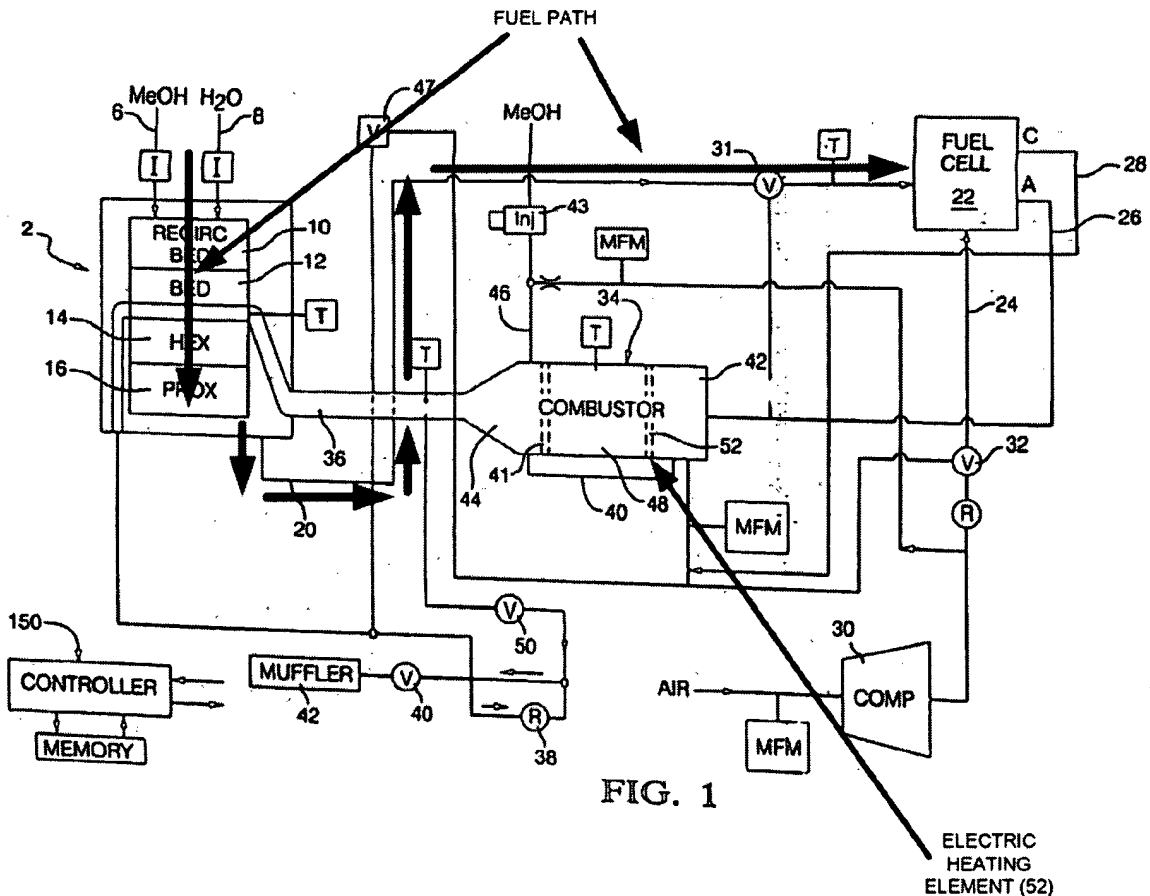 FUEL PATH
MeOH H2O
6 8
I I
47
V
MeOH
43
Inj
MFM
31
V
T
FUEL
CELL
22
C
A
28
26
2
RECIRC
BED
10
BED
12
T
14
HEX
16
PROX
T
46
34
T
42
COMBUSTOR
24
36
44
41
48
52
40
MFM
32
V
R
20
V
50
150
CONTROLLER
MEMORY
MUFFLER
42
V
40
R
38
30
AIR
COMP
MFM
FIG. 1
ELECTRIC
HEATING
ELEMENT (52)